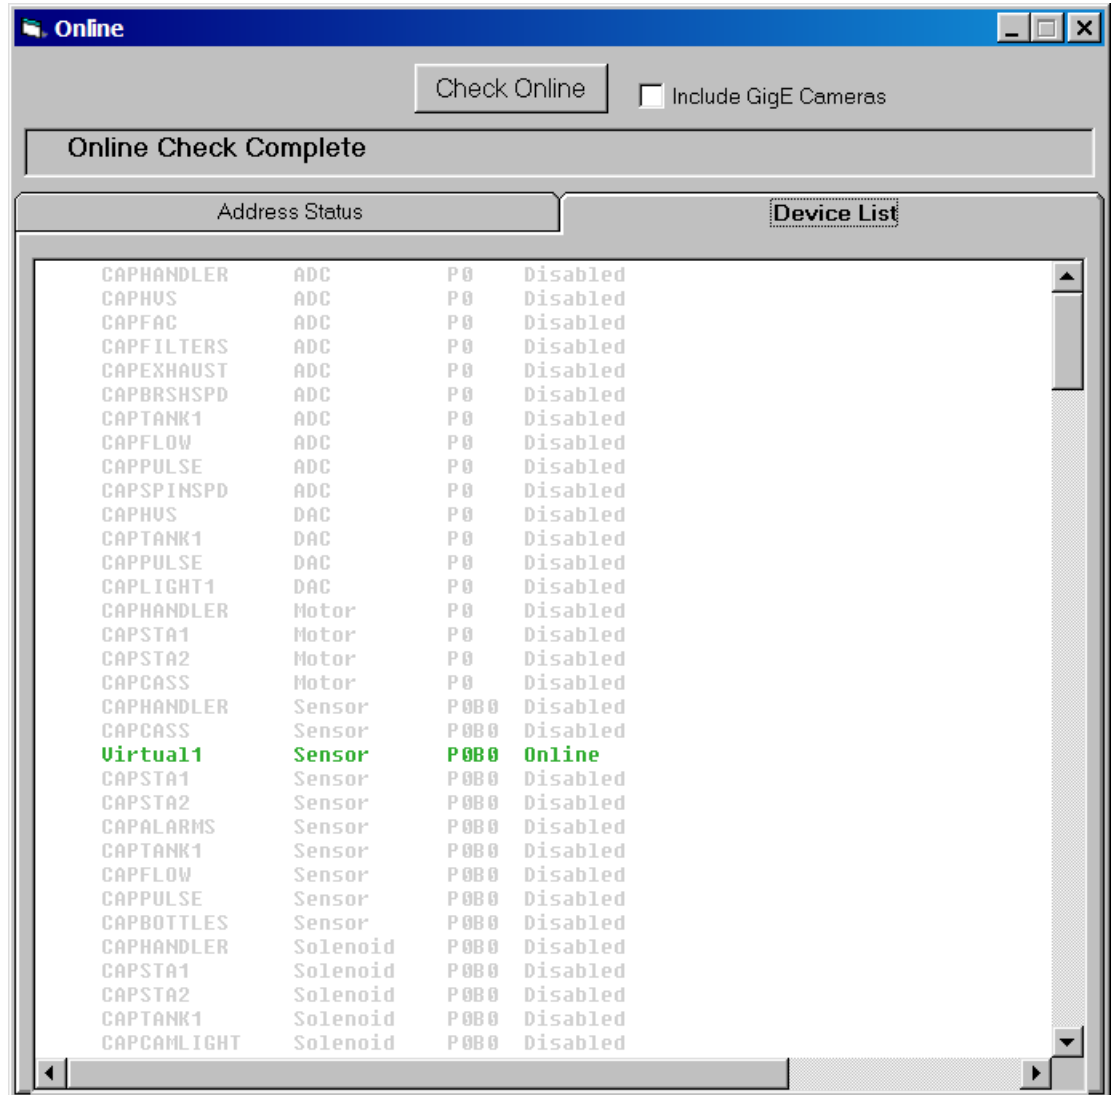 Online
Check Online Include GigE Cameras
Online Check Complete
Address Status Device List
CAPHANDLER ADC P0 Disabled
CAPHVS ADC P0 Disabled
CAPFAC ADC P0 Disabled
CAPFILTERS ADC P0 Disabled
CAPEXHAUST ADC P0 Disabled
CAPBRSHSPD ADC P0 Disabled
CAPTANK1 ADC P0 Disabled
CAPFLOW ADC P0 Disabled
CAPPULSE ADC P0 Disabled
CAPSPINSPD ADC P0 Disabled
CAPHVS DAC P0 Disabled
CAPTANK1 DAC P0 Disabled
CAPPULSE DAC P0 Disabled
CAPLIGHT1 DAC P0 Disabled
CAPHANDLER Motor P0 Disabled
CAPSTA1 Motor P0 Disabled
CAPSTA2 Motor P0 Disabled
CAPCASS Motor P0 Disabled
CAPHANDLER Sensor P0B0 Disabled
CAPCASS Sensor P0B0 Disabled
Virtual1 Sensor P0B0 Online
CAPSTA1 Sensor P0B0 Disabled
CAPSTA2 Sensor P0B0 Disabled
CAPALARMS Sensor P0B0 Disabled
CAPTANK1 Sensor P0B0 Disabled
CAPFLOW Sensor P0B0 Disabled
CAPPULSE Sensor P0B0 Disabled
CAPBOTTLES Sensor P0B0 Disabled
CAPHANDLER Solenoid P0B0 Disabled
CAPSTA1 Solenoid P0B0 Disabled
CAPSTA2 Solenoid P0B0 Disabled
CAPTANK1 Solenoid P0B0 Disabled
CAPCAMLIGHT Solenoid P0B0 Disabled